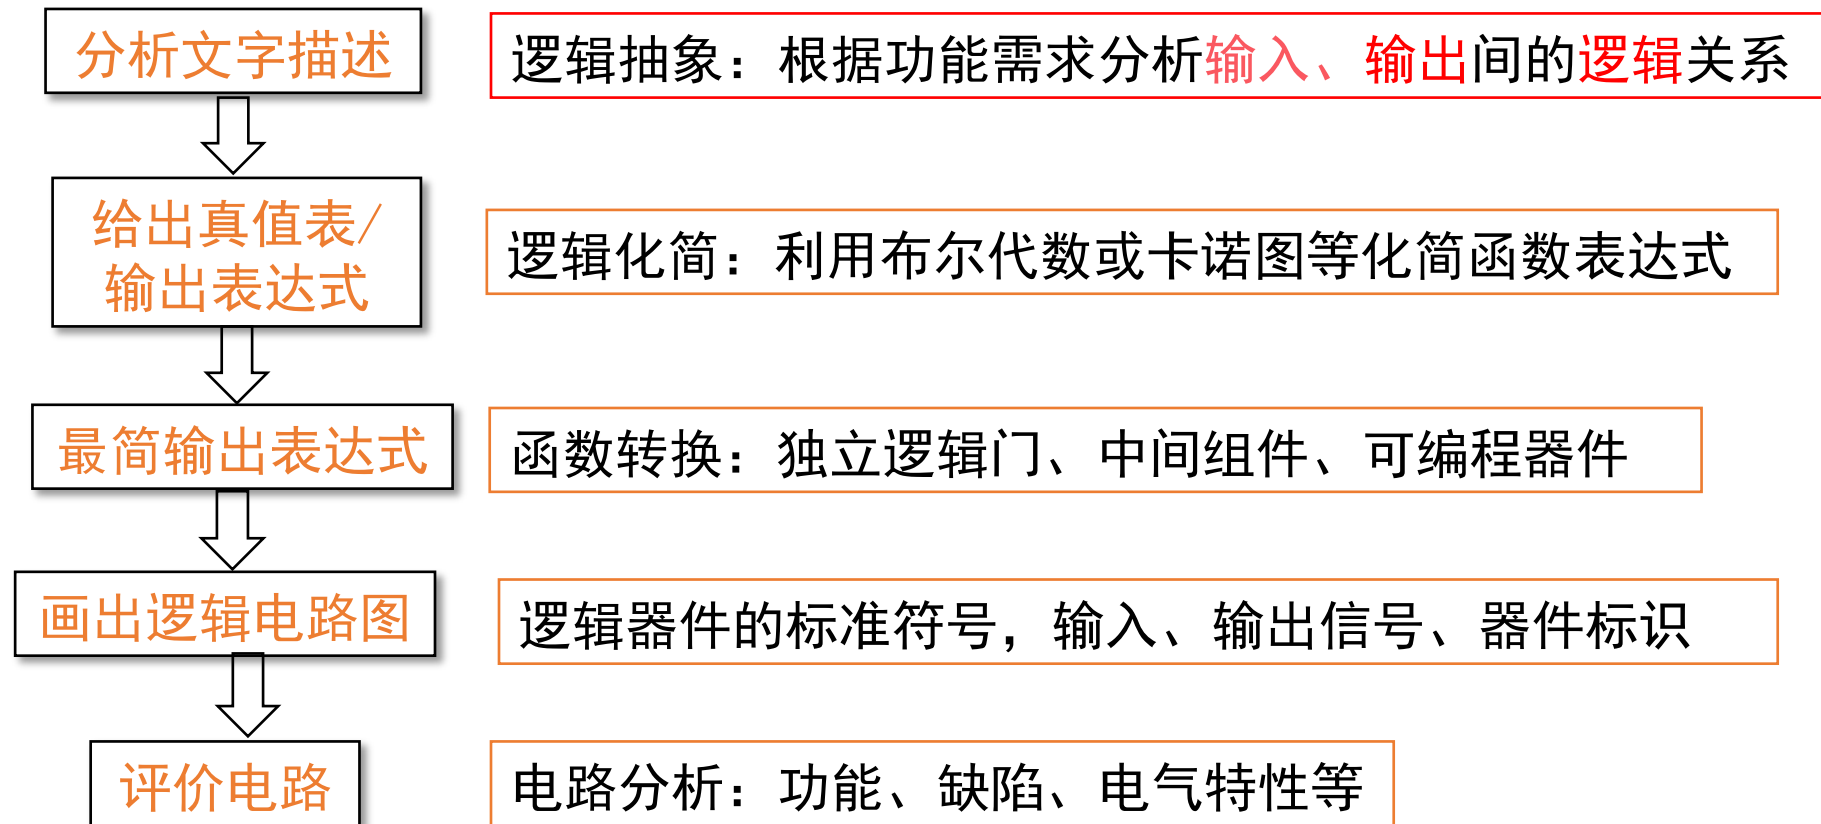 分析文字描述
逻辑抽象：根据功能需求分析输入、输出间的逻辑关系
给出真值表/
输出表达式
逻辑化简：利用布尔代数或卡诺图等化简函数表达式
最简输出表达式
函数转换：独立逻辑门、中间组件、可编程器件
画出逻辑电路图
逻辑器件的标准符号，输入、输出信号、器件标识
评价电路
电路分析：功能、缺陷、电气特性等